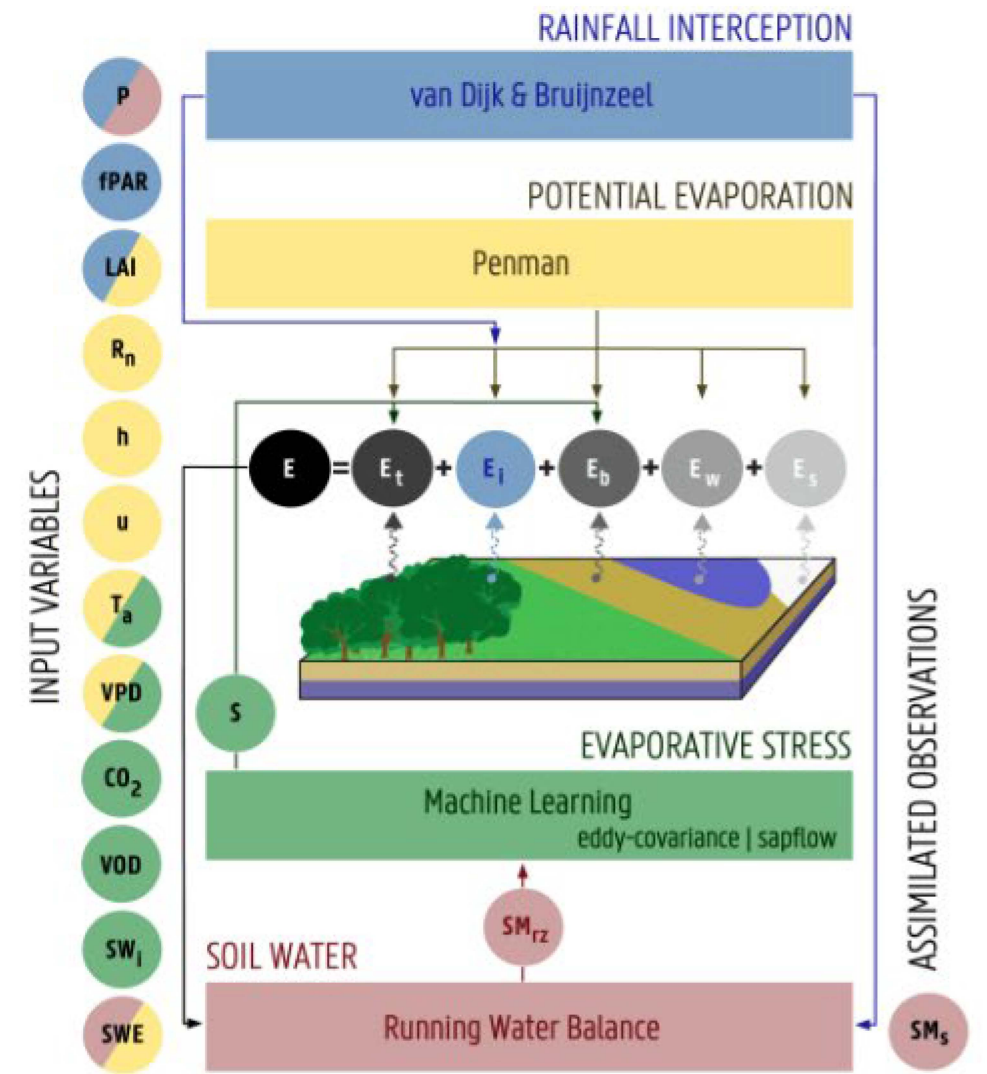 RAINFALL INTERCEPTION
van Dijk & Bruijnzeel
POTENTIAL EVAPORATION
Penman
INPUT VARIABLES
P
fPAR
LAI
Rn
h
u
Ta
VPD
CO2
VOD
SWi
SWE
E = Et + Ei + Eb + Ew + Es
S
EVAPORATIVE STRESS
Machine Learning
eddy-covariance | sapflow
SMrz
SOIL WATER
Running Water Balance
ASSIMILATED OBSERVATIONS
SMs